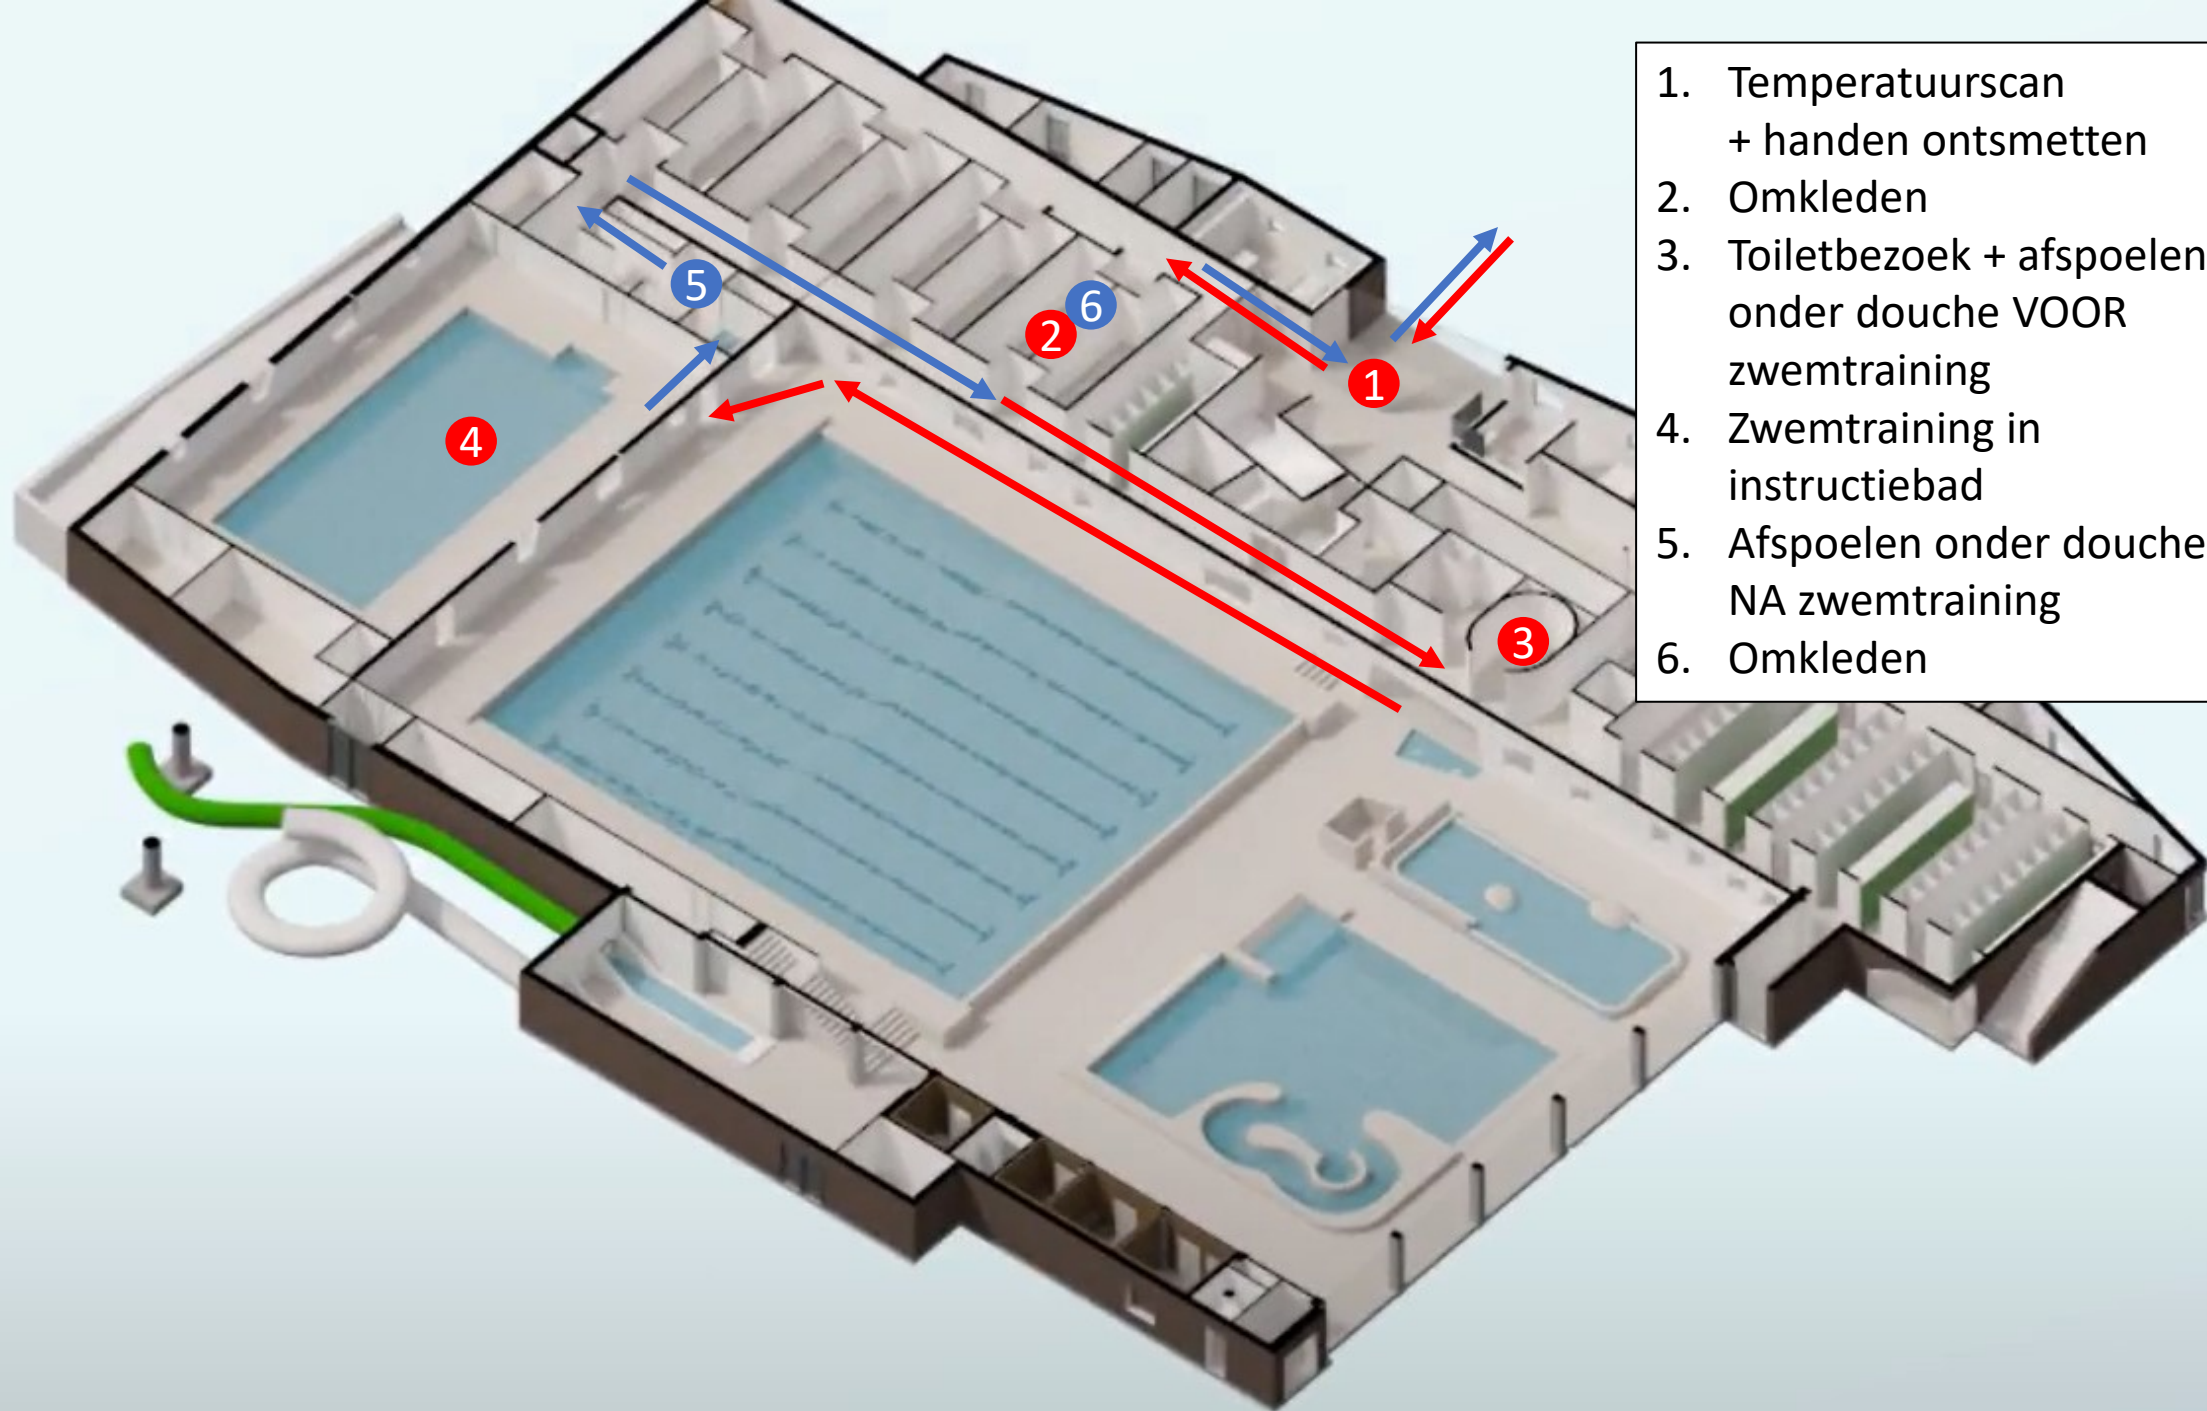 1. Temperatuurscan
+ handen ontsmetten
2. Omkleden
3. Toiletbezoek + afspoelen
onder douche VOOR
zwemtraining
4. Zwemtraining in
instructiebad
5. Afspoelen onder douche
NA zwemtraining
6. Omkleden
5
6
2
1
4
3